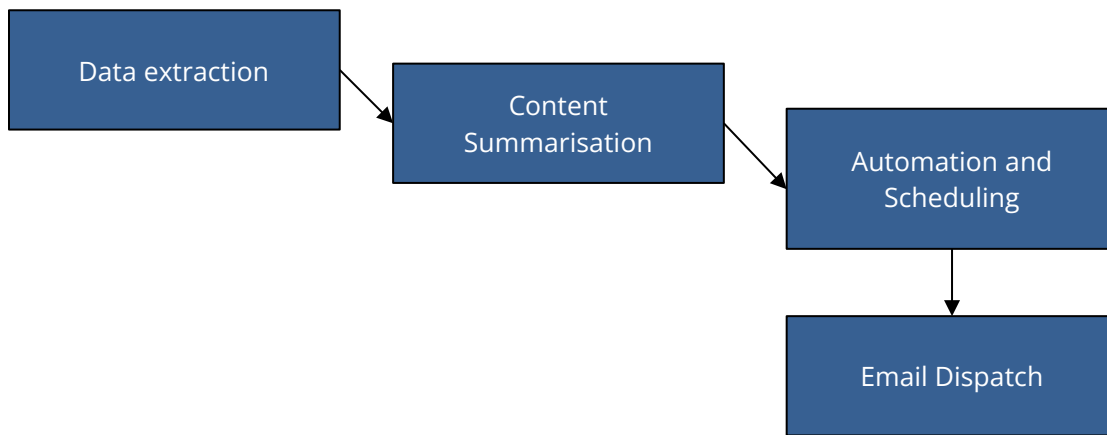 Data extraction
Content
Summarisation
Automation and
Scheduling
Email Dispatch